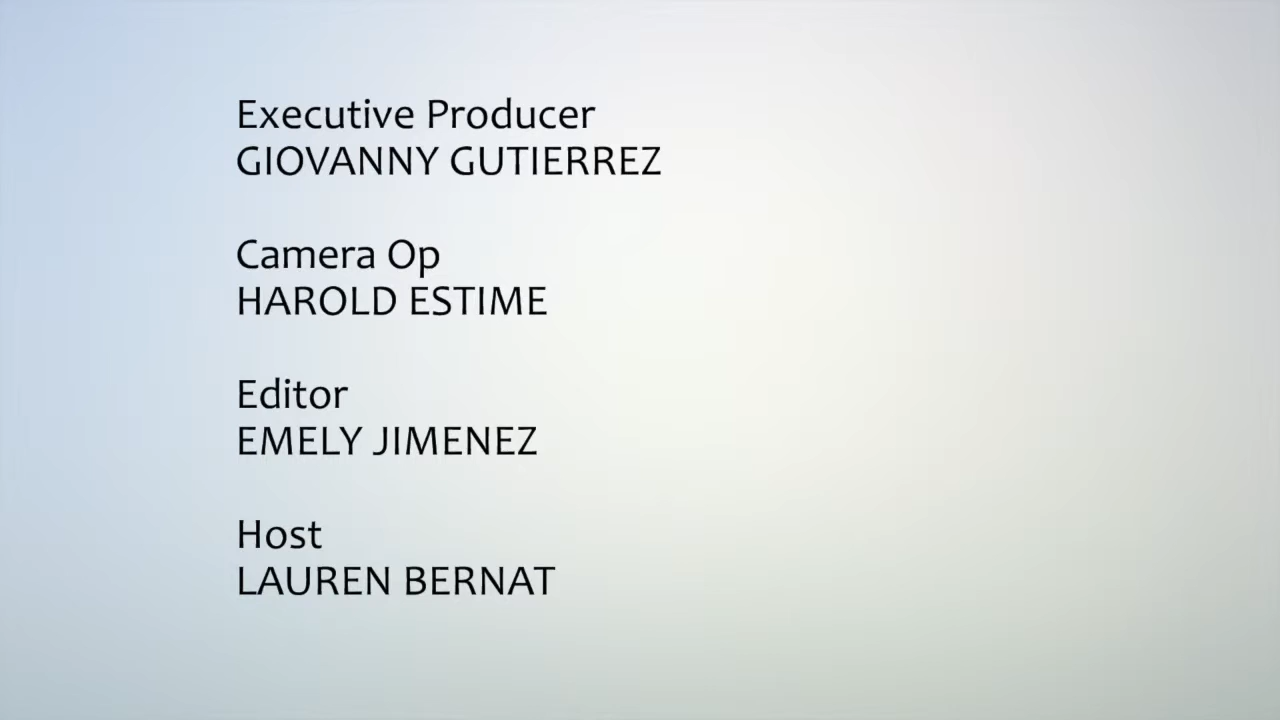 Executive Producer
GIOVANNY GUTIERREZ
Camera Op
HAROLD ESTIME
Editor
EMELY JIMENEZ
Host
LAUREN BERNAT